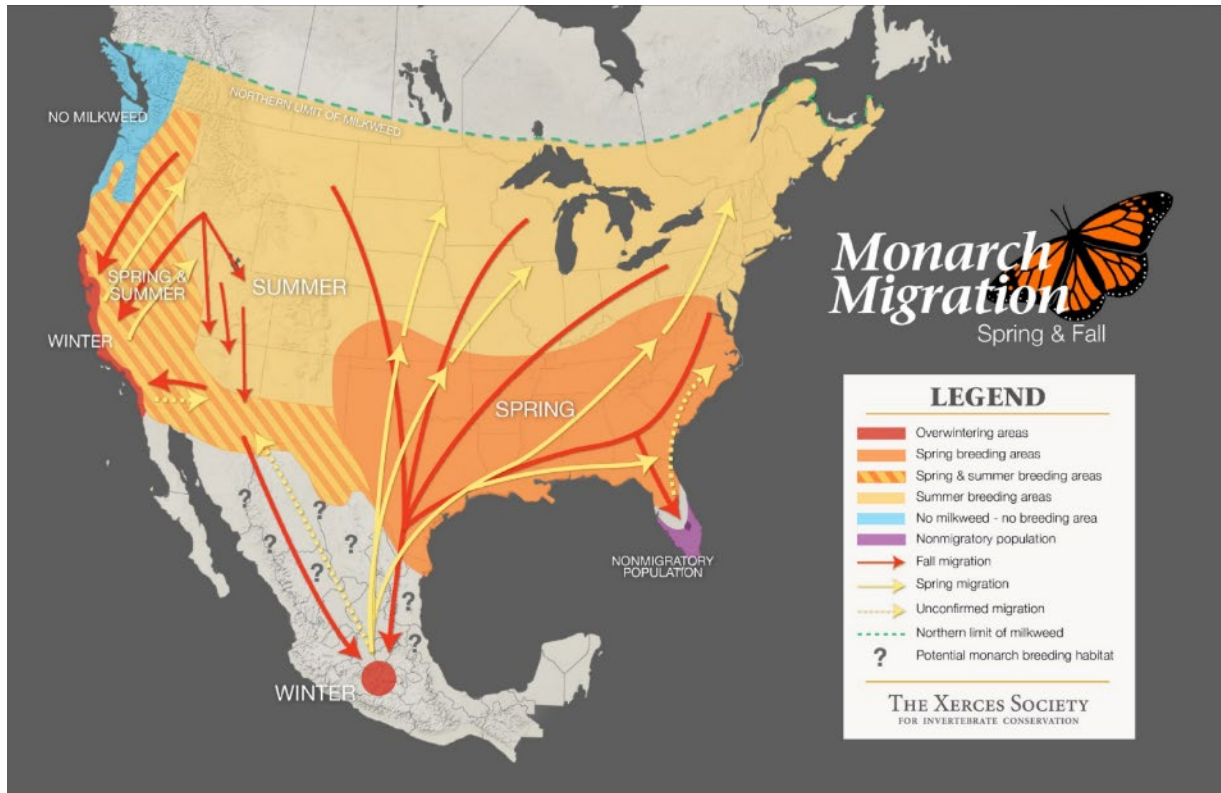 NO MILKWEED
NORTHERN LIMIT OF MILKWEED
SPRING &
SUMMER
SUMMER
WINTER
SPRING
NONMIGRATORY
POPULATION
WINTER
?
?
?
?
?
?
?
Monarch
Migration
Spring & Fall
LEGEND
Overwintering areas
Spring breeding areas
Spring & summer breeding areas
Summer breeding areas
No milkweed - no breeding area
Nonmigratory population
Fall migration
Spring migration
Unconfirmed migration
Northern limit of milkweed
? Potential monarch breeding habitat
THE XERCES SOCIETY
FOR INVERTEBRATE CONSERVATION